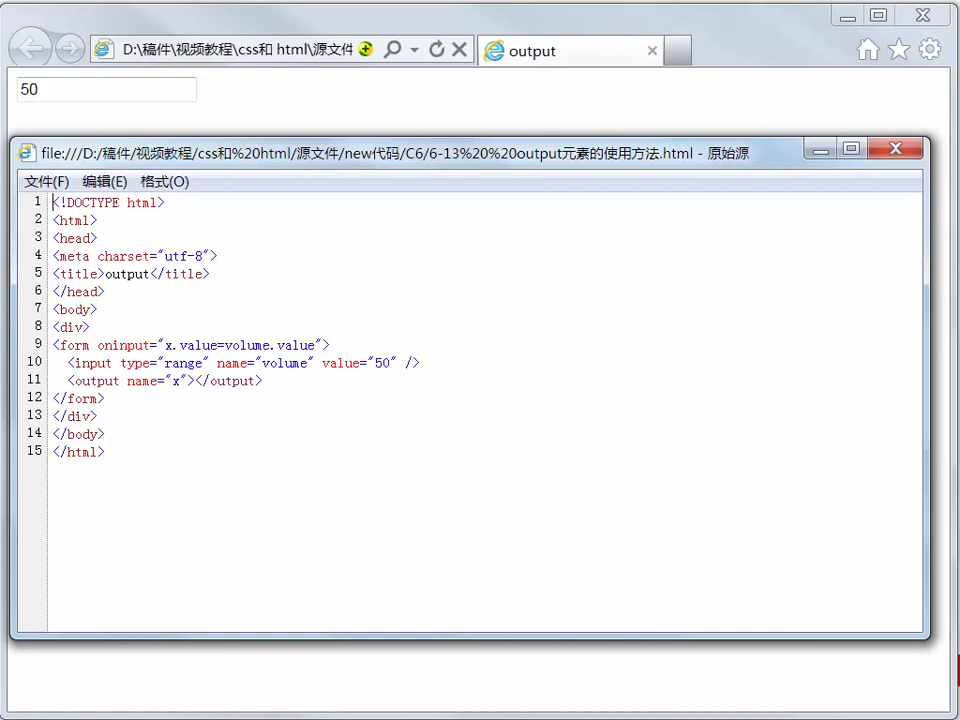 D:\稿件\视频教程\css和 html\源文件
output
50
file:///D:/稿件/视频教程/css和%20html/源文件/new代码/C6/6-13%20%20output元素的使用方法.html - 原始源
文件(F) 编辑(E) 格式(O)
1 <!DOCTYPE html>
2 <html>
3 <head>
4 <meta charset="utf-8">
5 <title>output</title>
6 </head>
7 <body>
8 <div>
9 <form oninput="x.value=volume.value">
10 <input type="range" name="volume" value="50" />
11 <output name="x"></output>
12 </form>
13 </div>
14 </body>
15 </html>